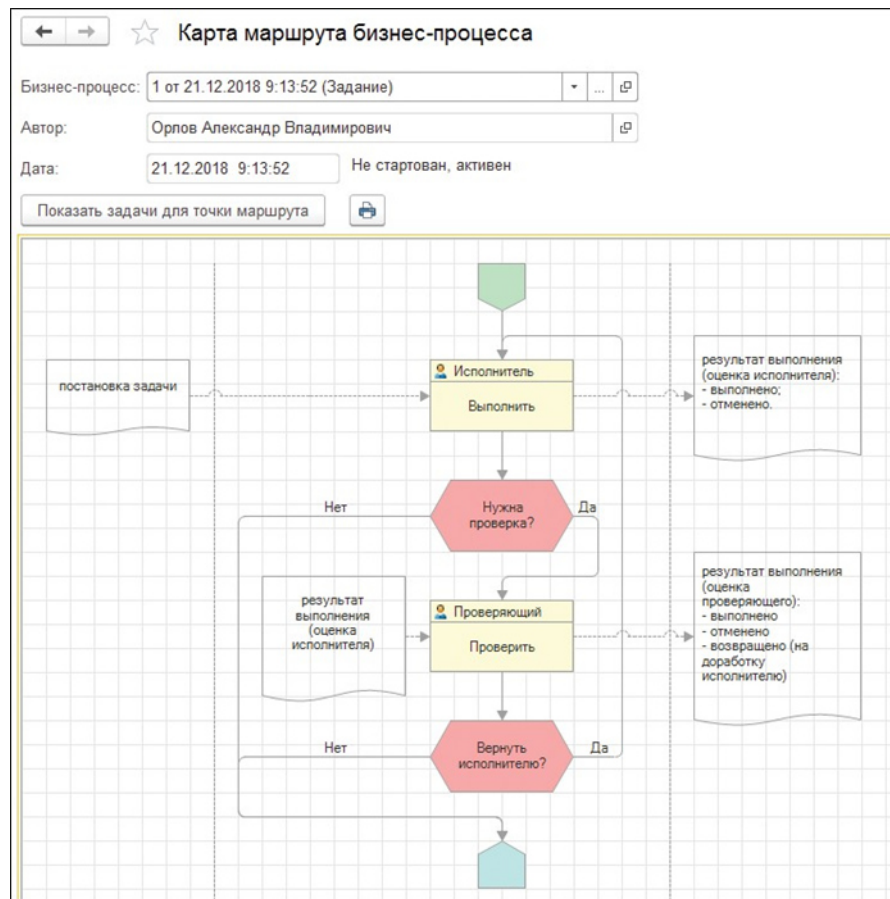 Карта маршрута бизнес-процесса
Бизнес-процесс: 1 от 21.12.2018 9:13:52 (Задание)
...
Автор: Орлов Александр Владимирович
Дата: 21.12.2018 9:13:52 Не стартован, активен
Показать задачи для точки маршрута
постановка задачи
Исполнитель
Выполнить
результат выполнения
(оценка исполнителя):
- выполнено;
- отменено.
Нет
Нужна
проверка?
Да
результат
выполнения
(оценка
исполнителя)
Проверяющий
Проверить
результат выполнения
(оценка
проверяющего):
- выполнено
- отменено
- возвращено (на
доработку
исполнителю)
Нет
Вернуть
исполнителю?
Да